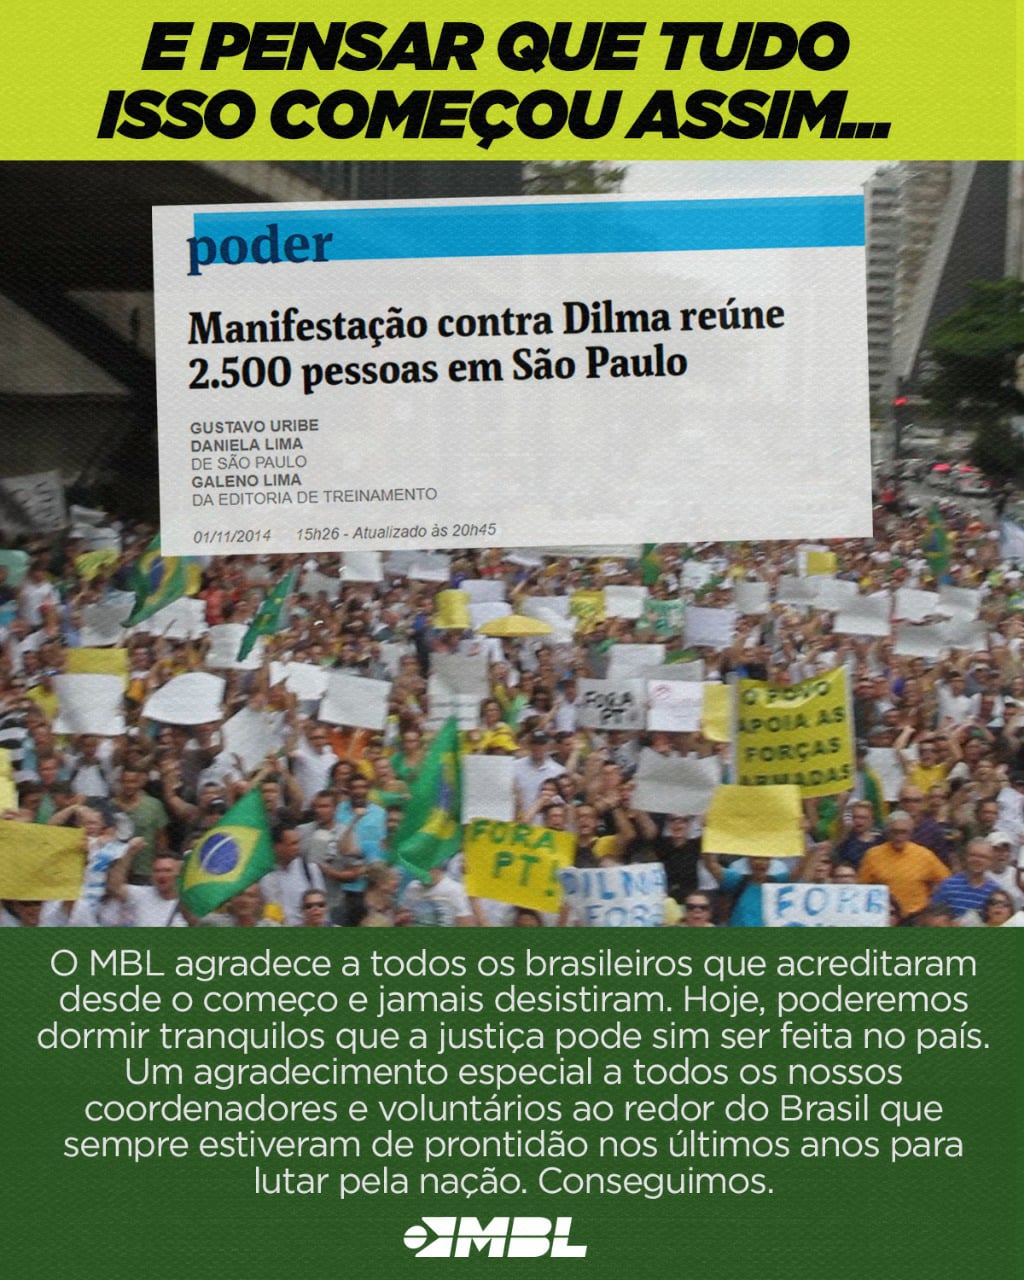 E PENSAR QUE TUDO
ISSO COMEÇOU ASSIM...
poder
Manifestação contra Dilma reúne
2.500 pessoas em São Paulo
GUSTAVO URIBE
DANIELA LIMA
DE SÃO PAULO
GALENO LIMA
DA EDITORIA DE TREINAMENTO
01/11/2014 15h26 - Atualizado às 20h45
FORA
PT!
O POVO
APOIA AS
FORÇAS
ARMADAS
FORA
PT!
DILMA
FORA
FORA
O MBL agradece a todos os brasileiros que acreditaram
desde o começo e jamais desistiram. Hoje, poderemos
dormir tranquilos que a justiça pode sim ser feita no país.
Um agradecimento especial a todos os nossos
coordenadores e voluntários ao redor do Brasil que
sempre estiveram de prontidão nos últimos anos para
lutar pela nação. Conseguimos.
MBL